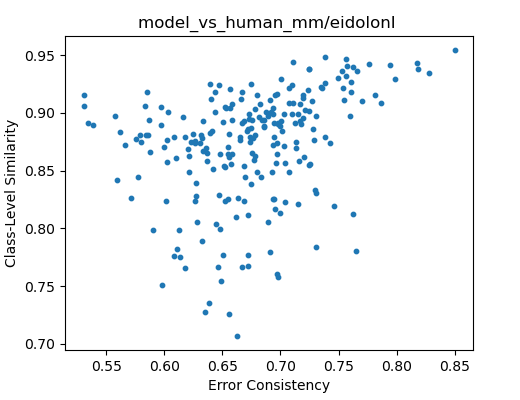 model_vs_human_mm/eidolonI
0.95
0.90
0.85
0.80
0.75
0.70
Class-Level Similarity
0.55 0.60 0.65 0.70 0.75 0.80 0.85
Error Consistency